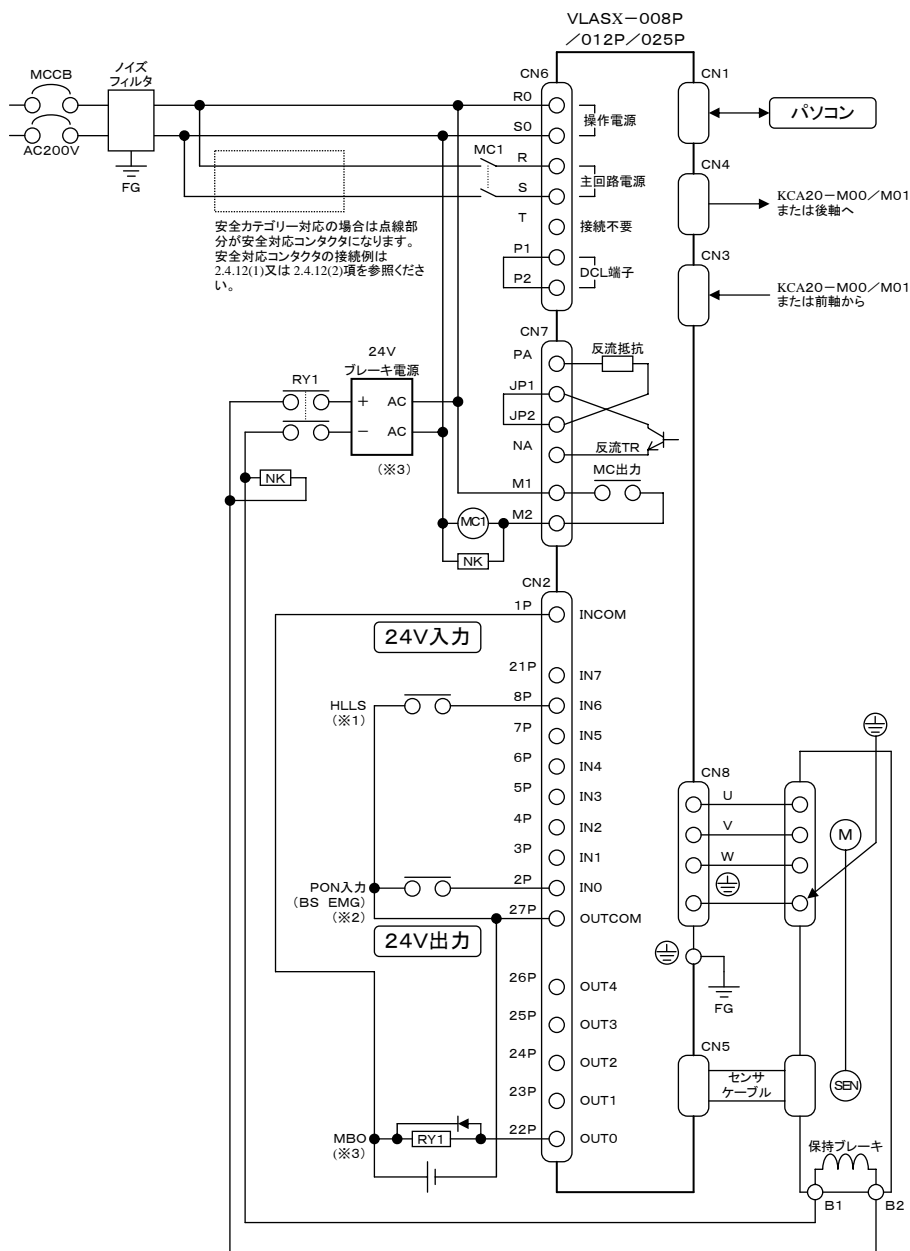 VLASX-008P
/012P/025P
MCCB
ノイズ
フィルタ
AC200V
FG
CN6
R0
S0
操作電源
MC1
R
S
主回路電源
T
接続不要
P1
P2
DCL端子
安全カテゴリー対応の場合は点線部
分が安全対応コンタクタになります。
安全対応コンタクタの接続例は
2.4.12(1)又は 2.4.12(2)項を参照くださ
い。
CN1
パソコン
CN4
KCA20-M00/M01
または後軸へ
CN3
KCA20-M00/M01
または前軸から
CN7
PA
反流抵抗
JP1
JP2
NA
反流TR
M1
MC出力
M2
24V
ブレーキ電源
RY1
+ AC
- AC
(※3)
NK
MC1
NK
CN2
1P
INCOM
24V入力
21P
IN7
HLLS
(※1)
8P
IN6
7P
IN5
6P
IN4
5P
IN3
4P
IN2
3P
IN1
PON入力
(BS EMG)
(※2)
2P
IN0
27P
OUTCOM
24V出力
26P
OUT4
25P
OUT3
24P
OUT2
23P
OUT1
MBO
(※3)
RY1
22P
OUT0
CN8
U
V
W
M
FG
CN5
センサ
ケーブル
SEN
保持ブレーキ
B1
B2